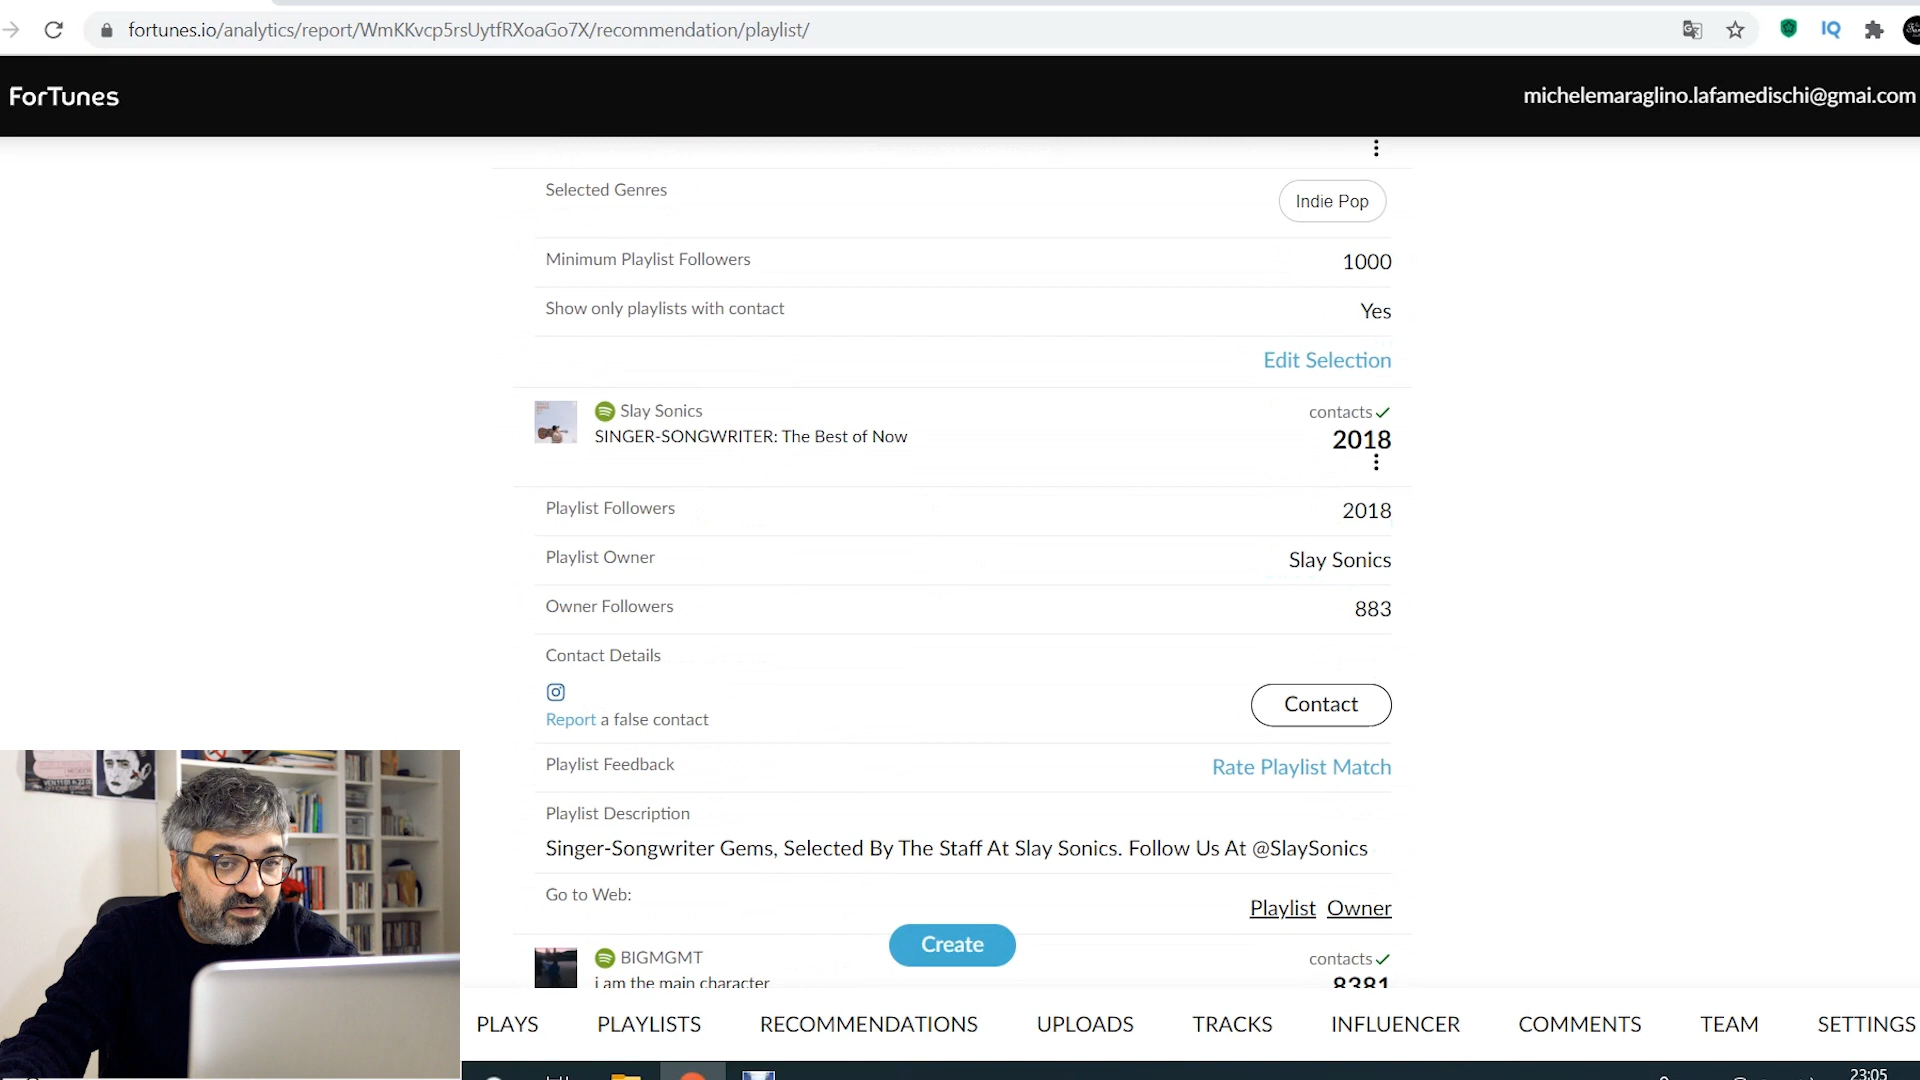 fortunes.io/analytics/report/WmKKvcp5rsUytfRXoaGo7X/recommendation/playlist/
IQ
ForTunes
michelemaraglino.lafamedischi@gmai.com
Selected Genres
Indie Pop
Minimum Playlist Followers
1000
Show only playlists with contact
Yes
Edit Selection
Slay Sonics
contacts
SINGER-SONGWRITER: The Best of Now
2018
Playlist Followers
2018
Playlist Owner
Slay Sonics
Owner Followers
883
Contact Details
Contact
Report a false contact
Playlist Feedback
Rate Playlist Match
Playlist Description
Singer-Songwriter Gems, Selected By The Staff At Slay Sonics. Follow Us At @SlaySonics
Go to Web:
Playlist Owner
Create
BIGMGMT
contacts
i am the main character
8381
PLAYS PLAYLISTS RECOMMENDATIONS UPLOADS TRACKS INFLUENCER COMMENTS TEAM SETTINGS
23:05